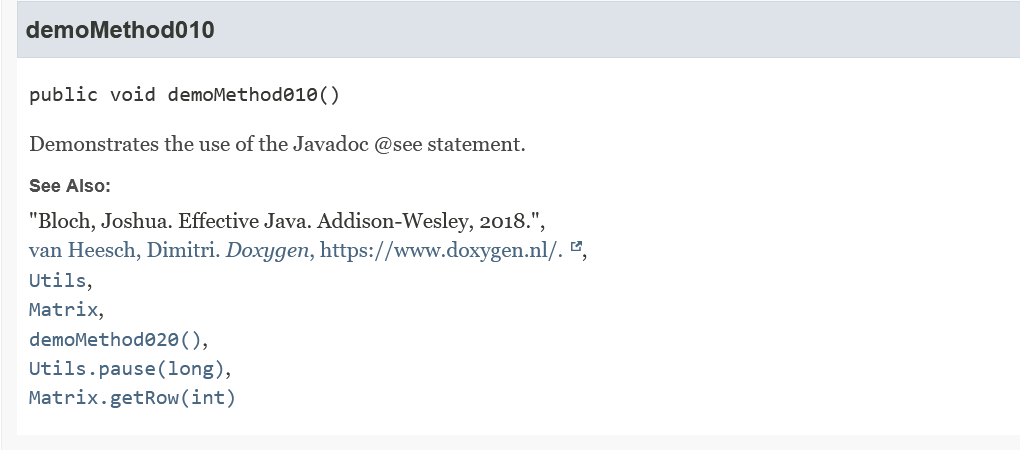 demoMethod010
public void demoMethod010()
Demonstrates the use of the Javadoc @see statement.
See Also:
"Bloch, Joshua. Effective Java. Addison-Wesley, 2018.",
van Heesch, Dimitri. Doxygen, https://www.doxygen.nl/. ,
Utils,
Matrix,
demoMethod020(),
Utils.pause(long),
Matrix.getRow(int)